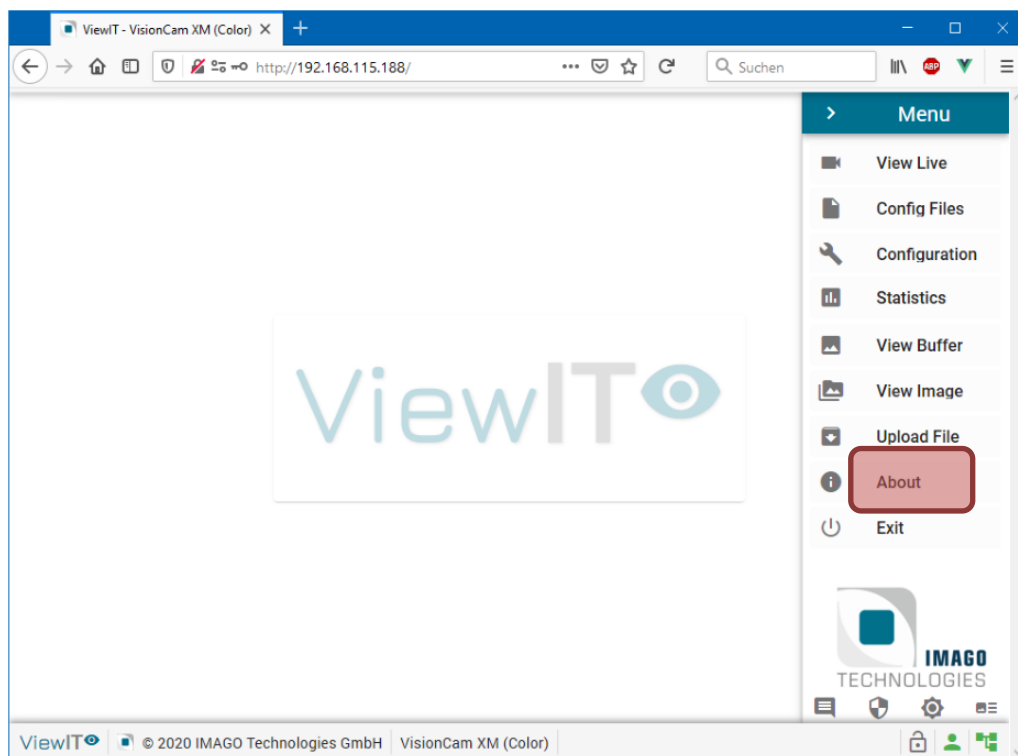 ViewIT - VisionCam XM (Color)
http://192.168.115.188/
Suchen
ABP
Menu
View Live
Config Files
Configuration
Statistics
View Buffer
View Image
Upload File
About
Exit
ViewIT
IMAGO
TECHNOLOGIES
ViewIT © 2020 IMAGO Technologies GmbH VisionCam XM (Color)